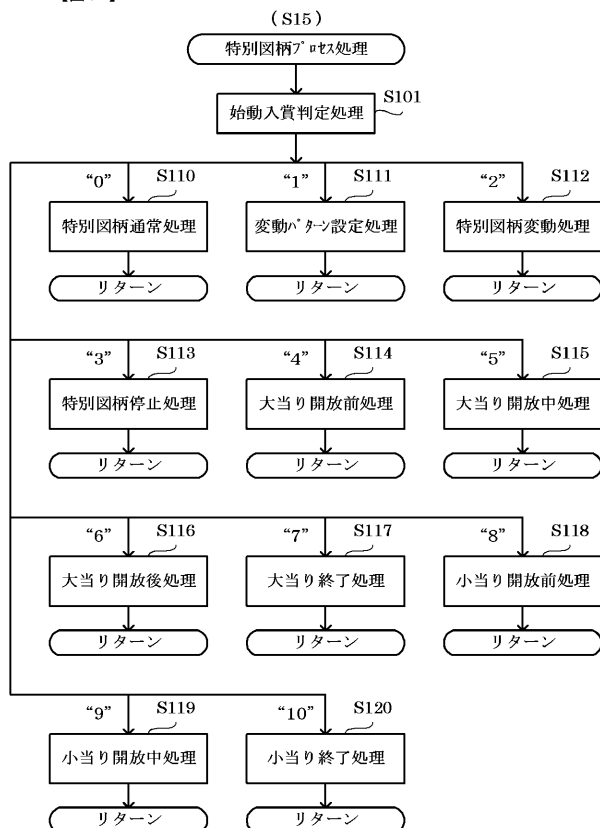 (S15)
特別図柄プロセス処理
始動入賞判定処理
S101
“0”
S110
“1”
S111
“2”
S112
特別図柄通常処理
変動パターン設定処理
特別図柄変動処理
リターン
リターン
リターン
“3”
S113
“4”
S114
“5”
S115
特別図柄停止処理
大当り開放前処理
大当り開放中処理
リターン
リターン
リターン
“6”
S116
“7”
S117
“8”
S118
大当り開放後処理
大当り終了処理
小当り開放前処理
リターン
リターン
リターン
“9”
S119
“10”
S120
小当り開放中処理
小当り終了処理
リターン
リターン